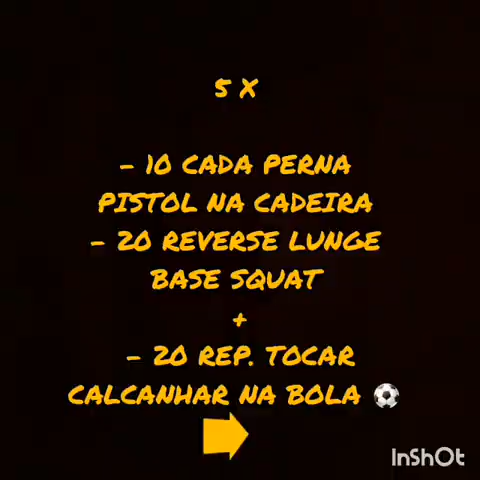 5 X
- 10 CADA PERNA
PISTOL NA CADEIRA
- 20 REVERSE LUNGE
BASE SQUAT
+
- 20 REP. TOCAR
CALCANHAR NA BOLA ⚽
InShOt